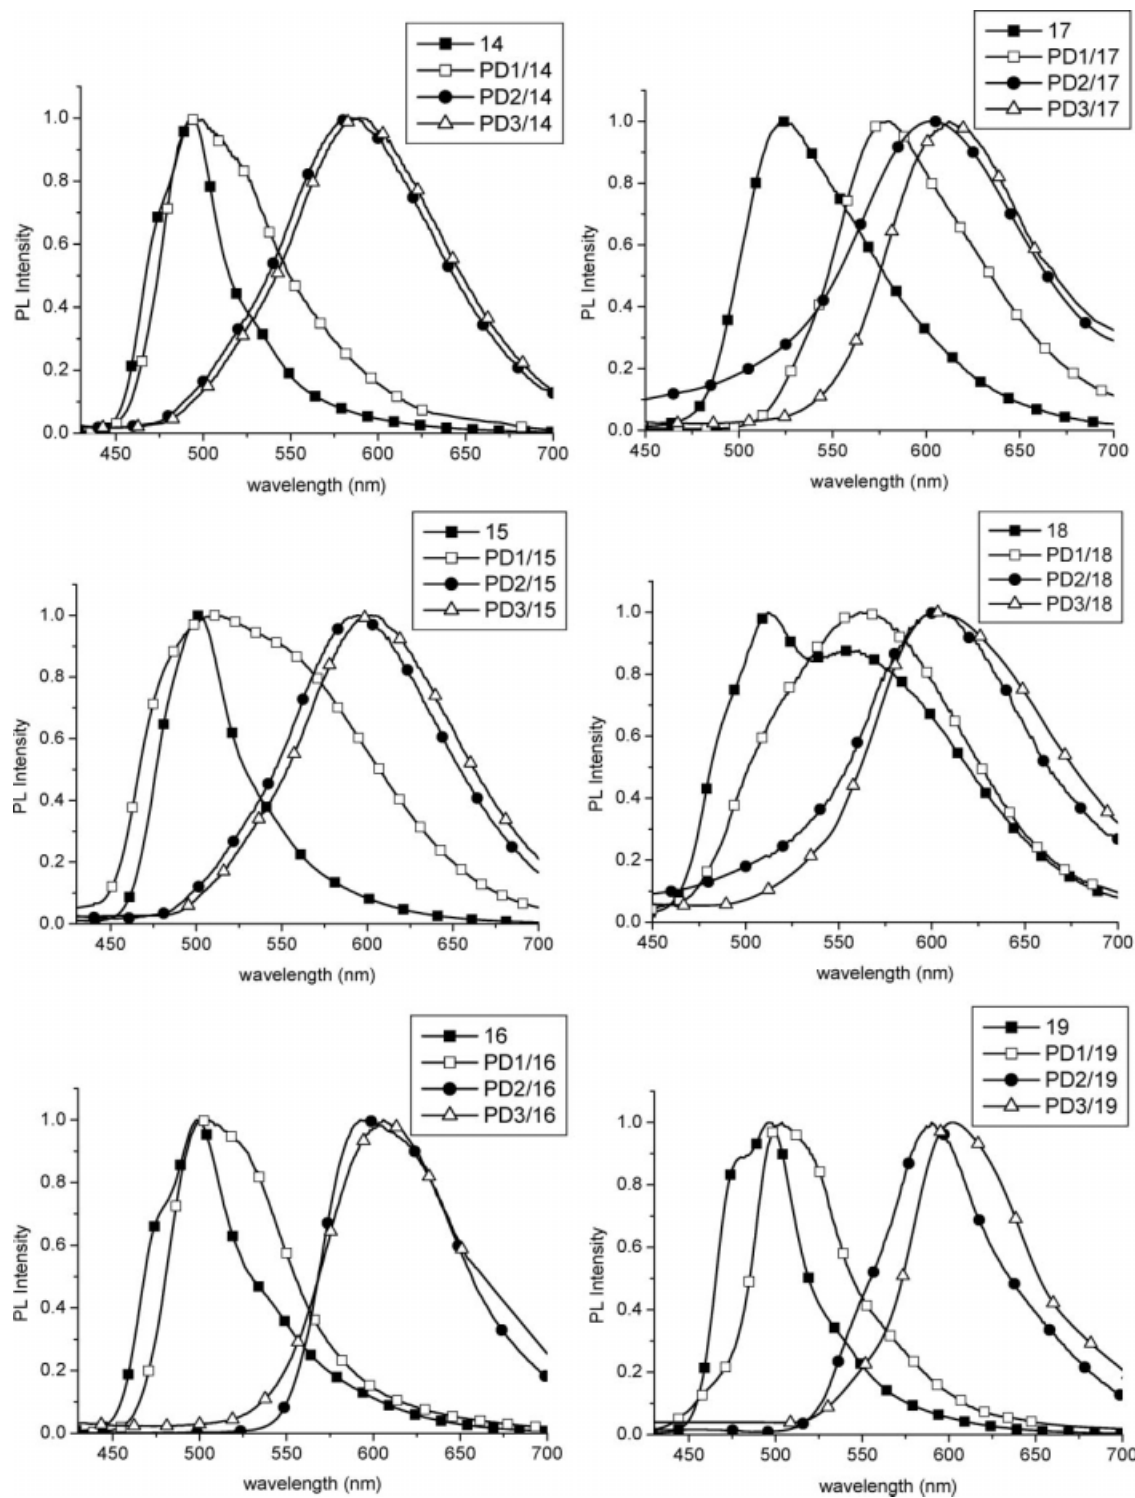 14
PD1/14
PD2/14
PD3/14
1.0
0.8
0.6
0.4
0.2
0.0
PL Intensity
450 500 550 600 650 700
wavelength (nm)
17
PD1/17
PD2/17
PD3/17
1.0
0.8
0.6
0.4
0.2
0.0
PL Intensity
450 500 550 600 650 700
wavelength (nm)
15
PD1/15
PD2/15
PD3/15
1.0
0.8
0.6
0.4
0.2
0.0
PL Intensity
450 500 550 600 650 700
wavelength (nm)
18
PD1/18
PD2/18
PD3/18
1.0
0.8
0.6
0.4
0.2
0.0
PL Intensity
450 500 550 600 650 700
wavelength (nm)
16
PD1/16
PD2/16
PD3/16
1.0
0.8
0.6
0.4
0.2
0.0
PL Intensity
450 500 550 600 650 700
wavelength (nm)
19
PD1/19
PD2/19
PD3/19
1.0
0.8
0.6
0.4
0.2
0.0
PL Intensity
450 500 550 600 650 700
wavelength (nm)